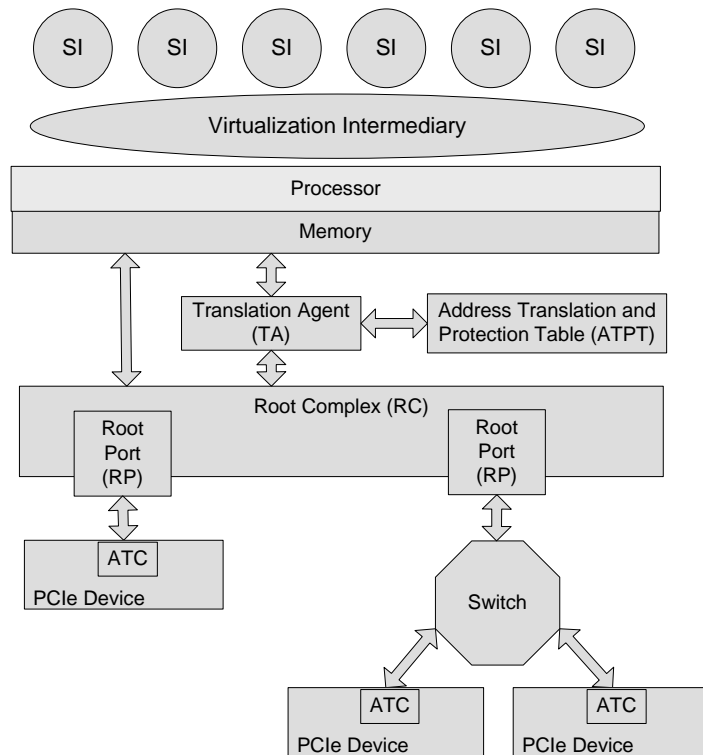 SI
SI
SI
SI
SI
SI
Virtualization Intermediary
Processor
Memory
Translation Agent
(TA)
Address Translation and
Protection Table (ATPT)
Root Complex (RC)
Root
Port
(RP)
Root
Port
(RP)
ATC
PCIe Device
Switch
ATC
PCIe Device
ATC
PCIe Device